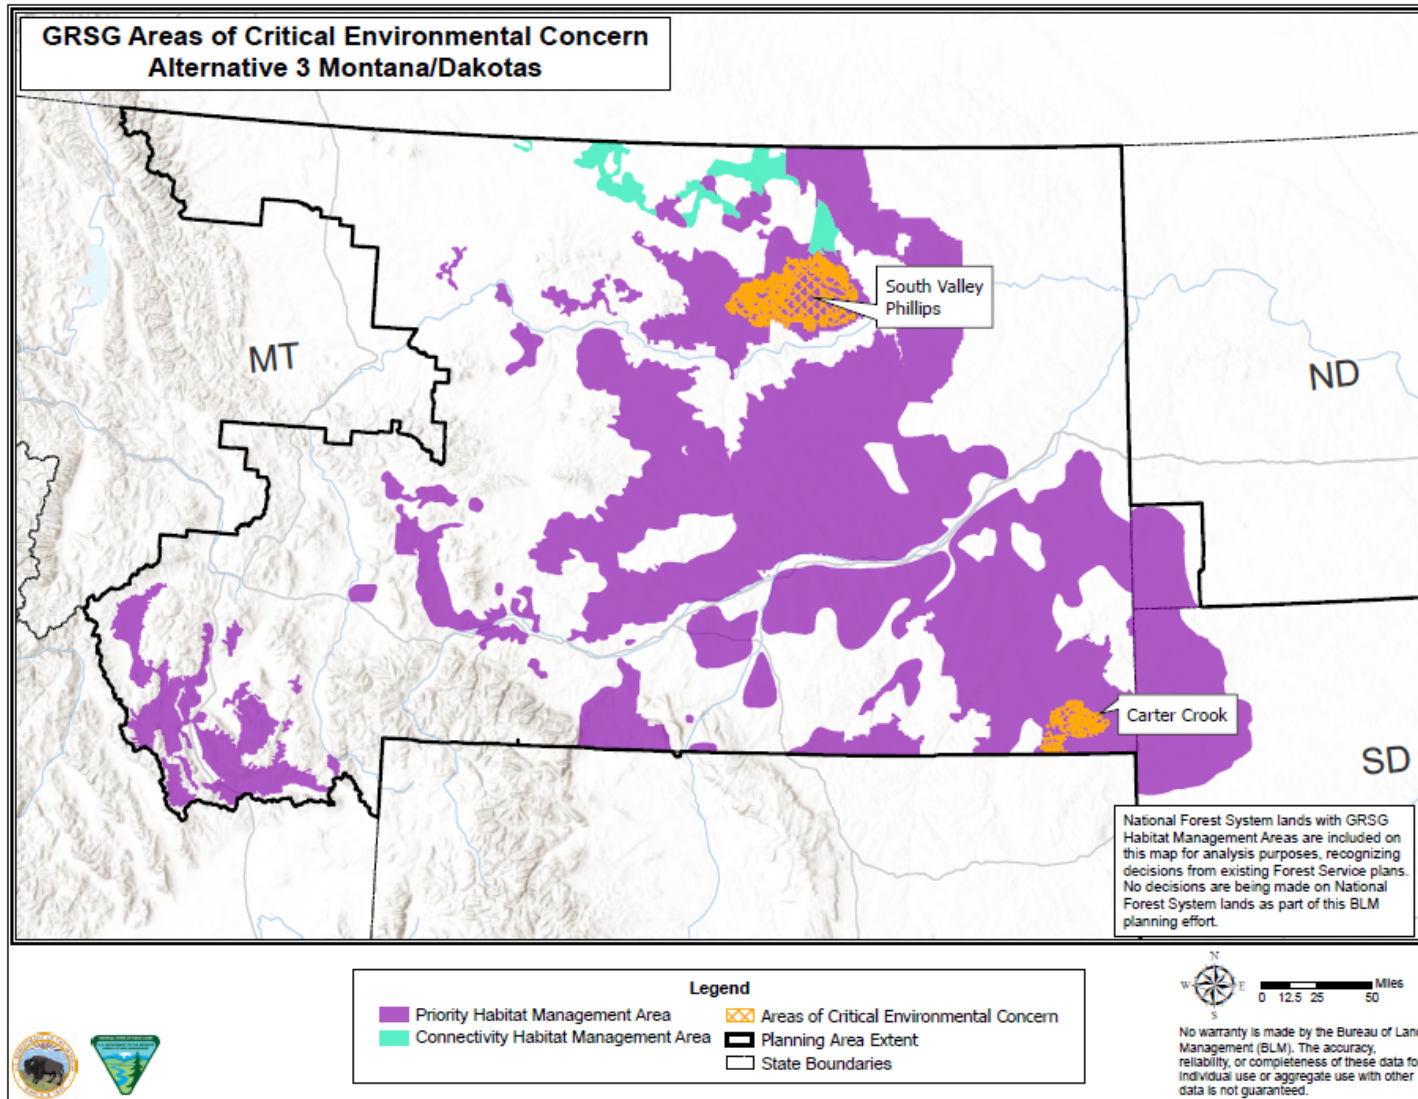 GRSG Areas of Critical Environmental Concern
Alternative 3 Montana/Dakotas
South Valley
Phillips
MT
ND
Carter Crook
SD
National Forest System lands with GRSG
Habitat Management Areas are included on
this map for analysis purposes, recognizing
decisions from existing Forest Service plans.
No decisions are being made on National
Forest System lands as part of this BLM
planning effort.
Legend
Priority Habitat Management Area
Connectivity Habitat Management Area
Areas of Critical Environmental Concern
Planning Area Extent
State Boundaries
N
W E
S
Miles
0 12.5 25 50
No warranty is made by the Bureau of Land
Management (BLM). The accuracy,
reliability, or completeness of these data for
individual use or aggregate use with other
data is not guaranteed.